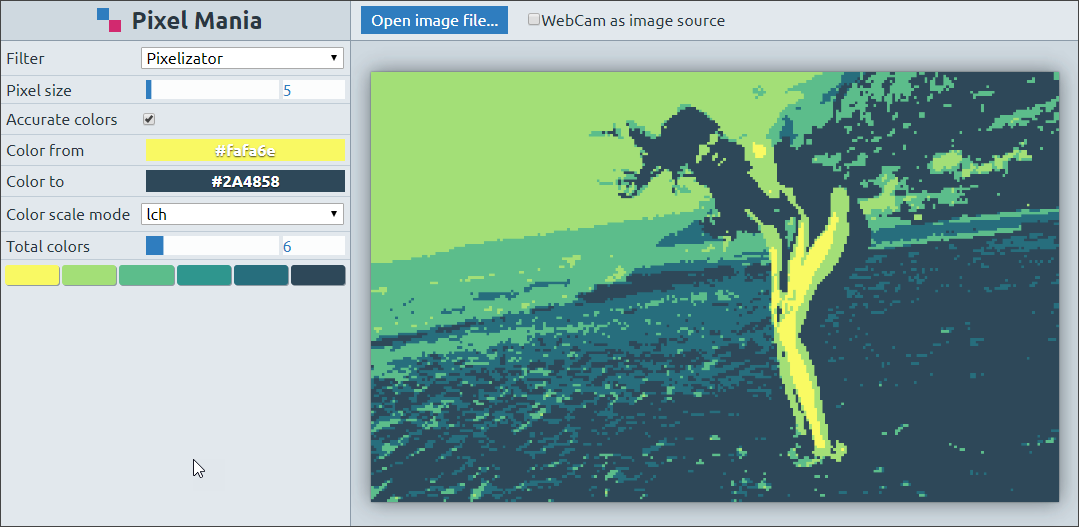 Pixel Mania
Open image file...
WebCam as image source
Filter
Pixelizator
Pixel size
5
Accurate colors
Color from
#fafa6e
Color to
#2A4858
Color scale mode
lch
Total colors
6